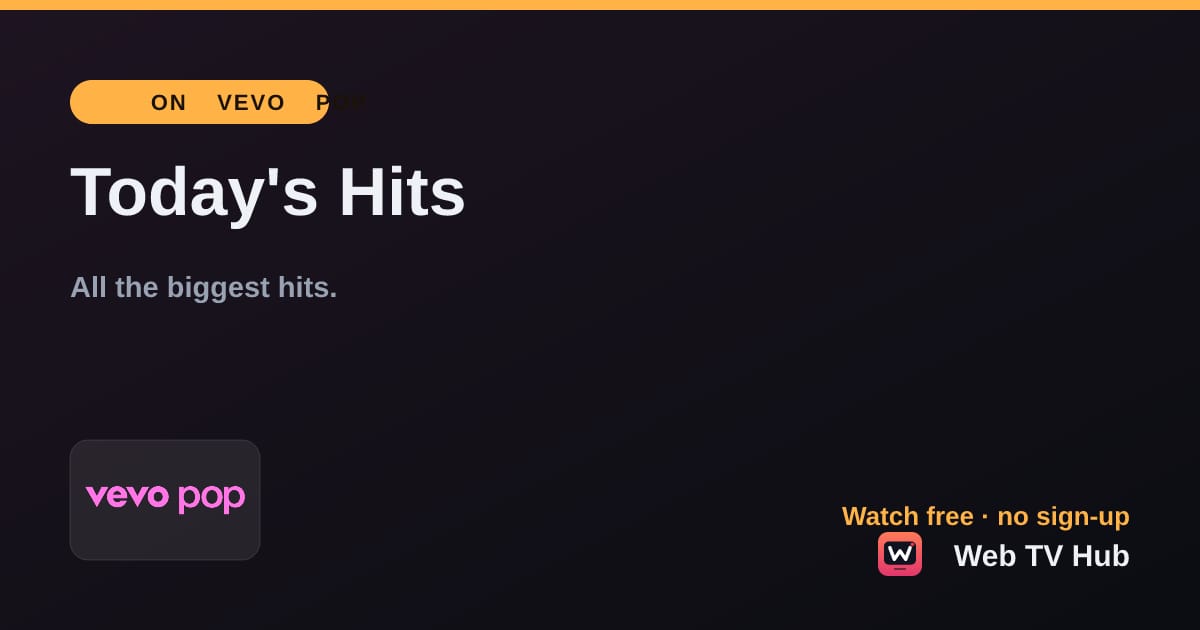 ON VEVO POP
Today's Hits
All the biggest hits.
vevo pop
Watch free · no sign-up
W
Web TV Hub